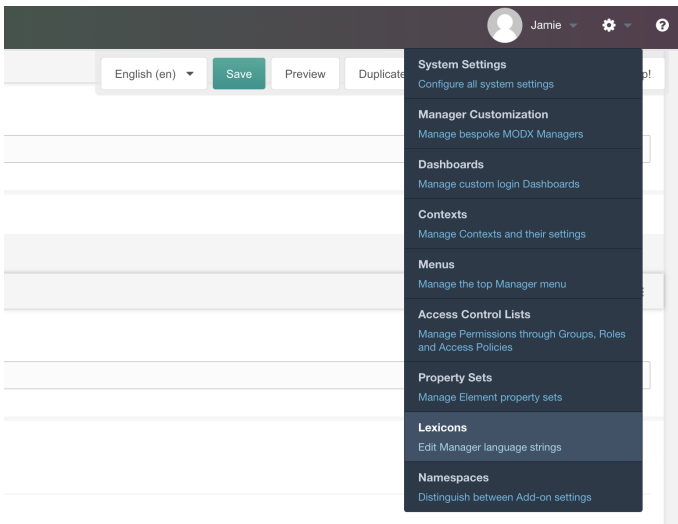 Jamie
English (en)
Save
Preview
Duplicate
p!
System Settings
Configure all system settings
Manager Customization
Manage bespoke MODX Managers
Dashboards
Manage custom login Dashboards
Contexts
Manage Contexts and their settings
Menus
Manage the top Manager menu
Access Control Lists
Manage Permissions through Groups, Roles
and Access Policies
Property Sets
Manage Element property sets
Lexicons
Edit Manager language strings
Namespaces
Distinguish between Add-on settings